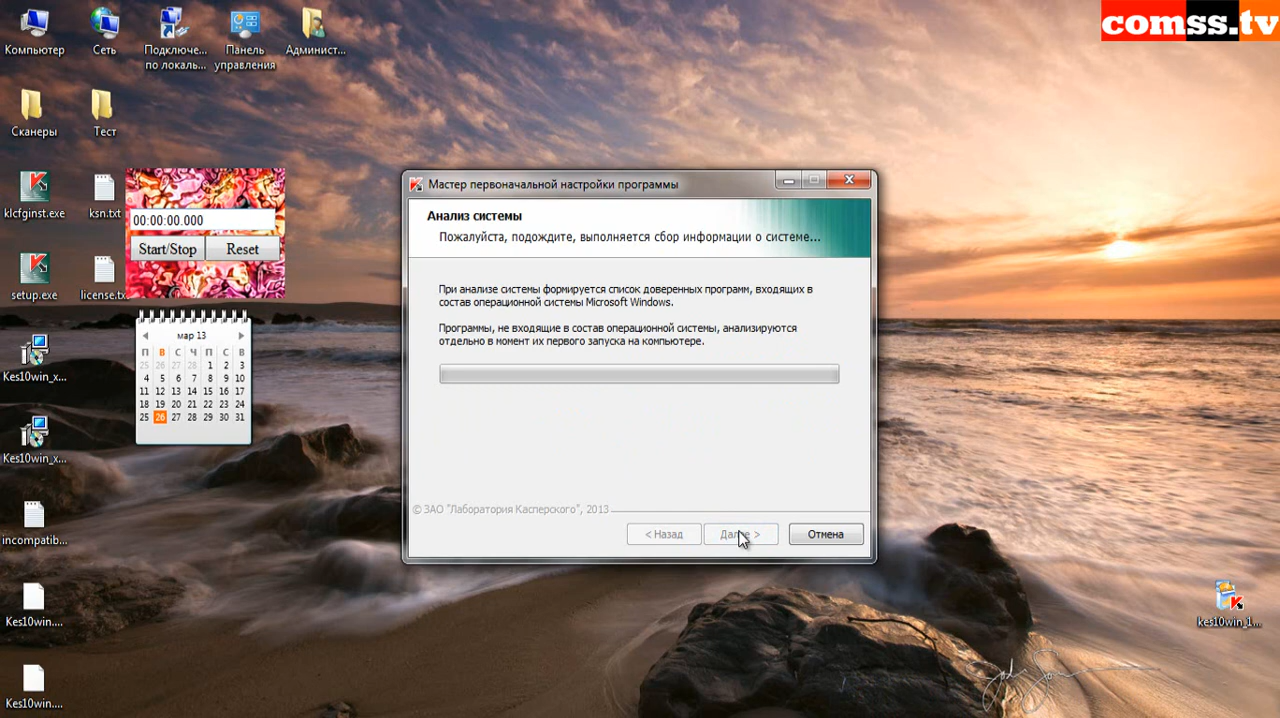 comss.tv
Компьютер
Сеть
Подключе...
по локаль...
Панель
управления
Админист...
Сканеры
Тест
klcfginst.exe
ksn.txt
setup.exe
license.tx
Kes10win_x...
Kes10win_x...
incompatib...
Kes10win....
Kes10win....
00:00:00.000
Start/Stop
Reset
мар 13
П В С Ч П С В
25 26 27 28 1 2 3
4 5 6 7 8 9 10
11 12 13 14 15 16 17
18 19 20 21 22 23 24
25 26 27 28 29 30 31
Мастер первоначальной настройки программы
Анализ системы
Пожалуйста, подождите, выполняется сбор информации о системе...
При анализе системы формируется список доверенных программ, входящих в
состав операционной системы Microsoft Windows.
Программы, не входящие в состав операционной системы, анализируются
отдельно в момент их первого запуска на компьютере.
© ЗАО "Лаборатория Касперского", 2013
< Назад
Отмена
kes10win_1...